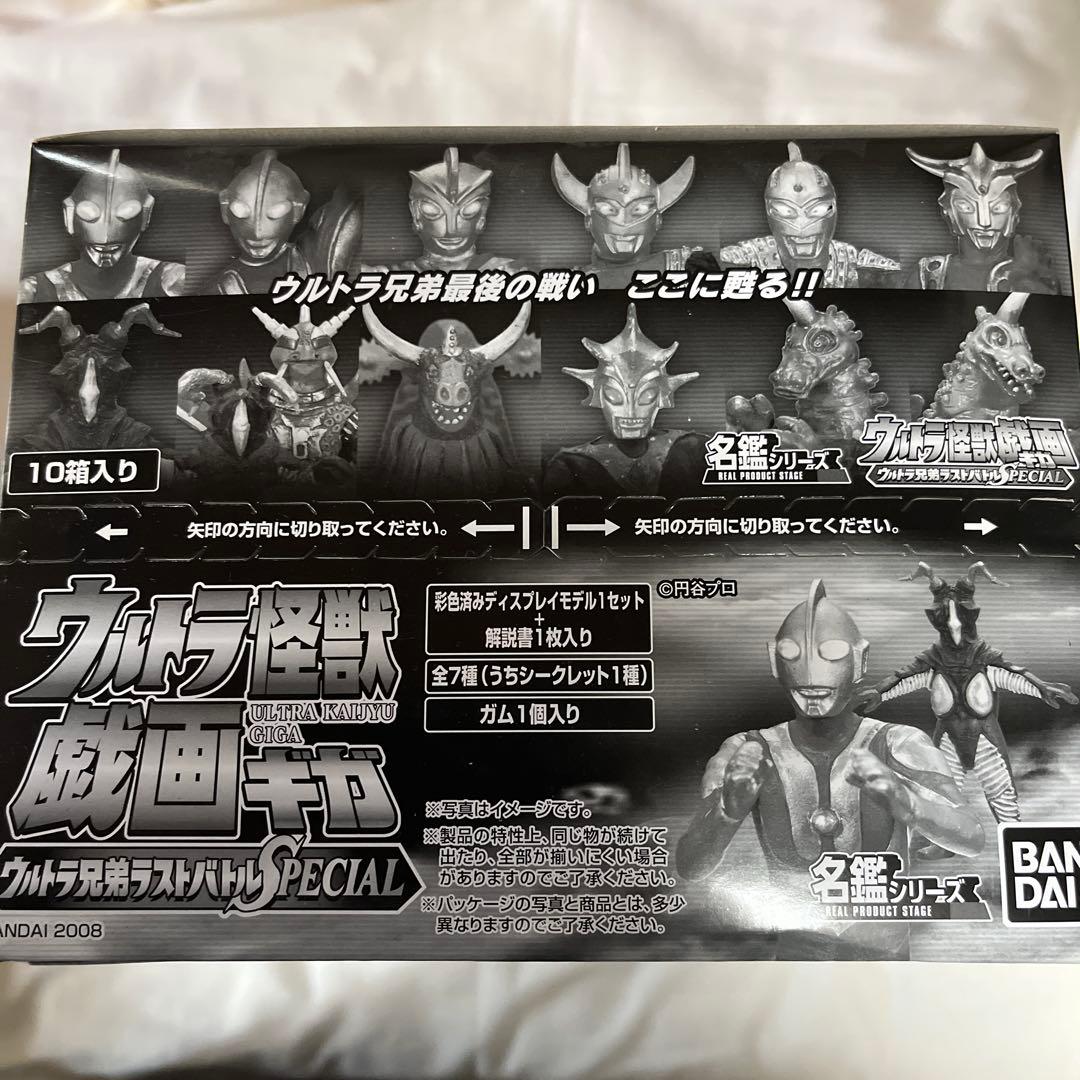 ウルトラ兄弟最後の戦い ここに甦る!!
10箱入り
名鑑シリーズ
REAL PRODUCT STAGE
ウルトラ怪獣戯画
ギガ
ウルトラ兄弟ラストバトルSPECIAL
矢印の方向に切り取ってください。
矢印の方向に切り取ってください。
ウルトラ怪獣
ULTRA KAIJYU
GIGA
戯画ギガ
ウルトラ兄弟ラストバトルSPECIAL
彩色済みディスプレイモデル1セット
+
解説書1枚入り
全7種(うちシークレット1種)
ガム1個入り
©円谷プロ
※写真はイメージです。
※製品の特性上、同じ物が続けて
出たり、全部が揃いにくい場合
がありますのでご了承ください。
※パッケージの写真と商品とは、多少
異なりますのでご了承ください。
名鑑シリーズ
REAL PRODUCT STAGE
BAN
DAI
ANDAI 2008